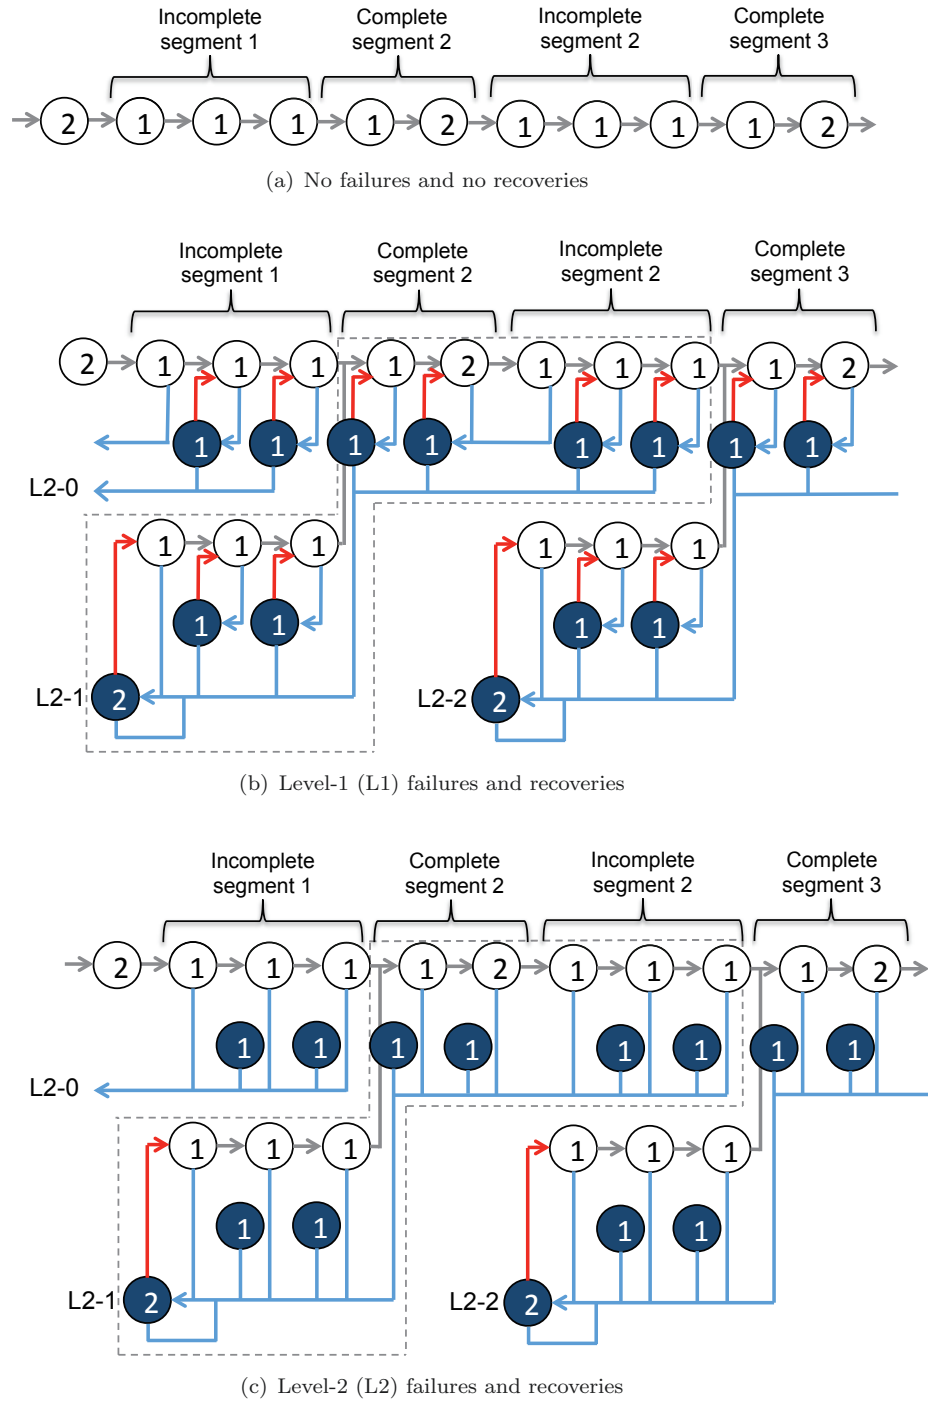 Incomplete segment 1
Complete segment 2
Incomplete segment 2
Complete segment 3
2 1 1 1 1 2 1 1 1 1 2
(a) No failures and no recoveries
Incomplete segment 1
Complete segment 2
Incomplete segment 2
Complete segment 3
2 1 1 1 1 2 1 1 1 1 2
1 1 1 1 1 1 1 1
L2-0
1 1 1 1 1 1
1 1 1 1
L2-1 2 L2-2 2
(b) Level-1 (L1) failures and recoveries
Incomplete segment 1
Complete segment 2
Incomplete segment 2
Complete segment 3
2 1 1 1 1 2 1 1 1 1 2
1 1 1 1 1 1 1 1
L2-0
1 1 1 1 1 1
1 1 1 1
L2-1 2 L2-2 2
(c) Level-2 (L2) failures and recoveries